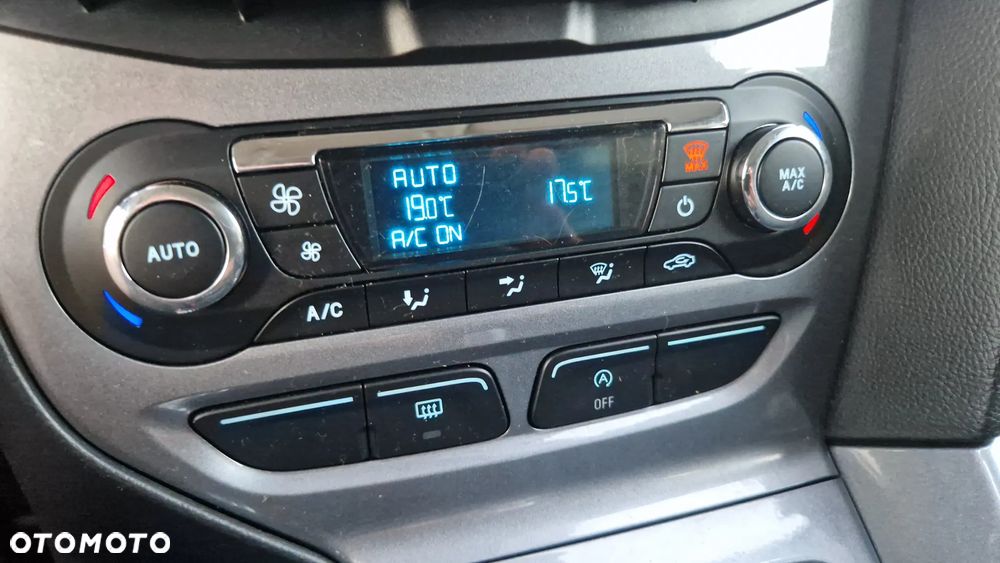 AUTO
19.0°C
A/C ON
17.5°C
MAX
MAX
A/C
AUTO
A/C
A
OFF
OTOMOTO